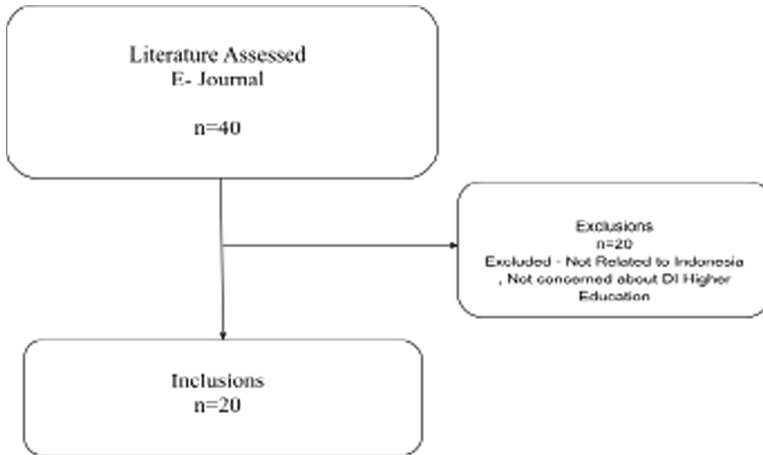 Literature Assessed
E- Journal
n=40
Exclusions
n=20
Excluded - Not Related to Indonesia
, Not concerned about DI Higher
Education
Inclusions
n=20